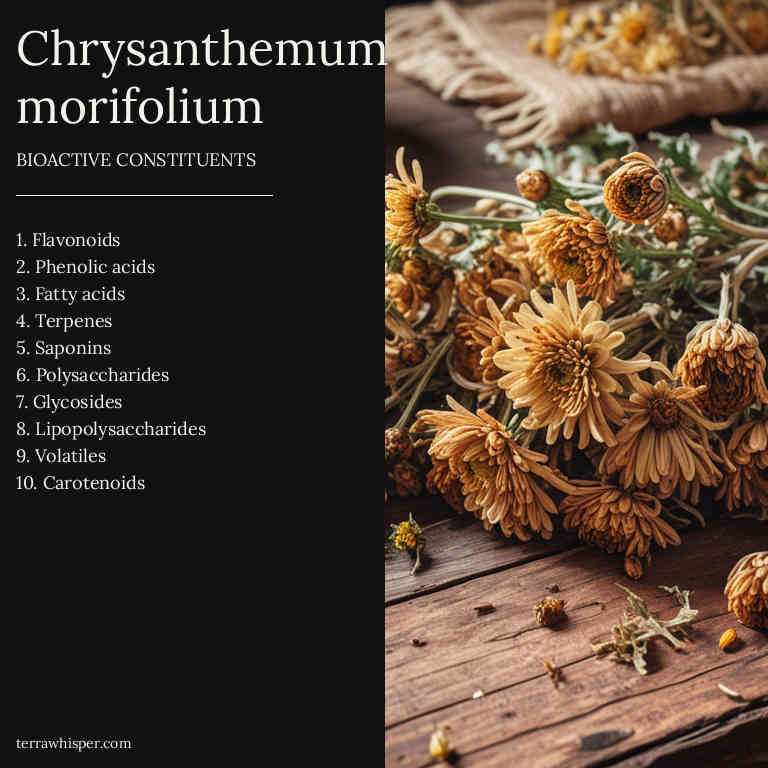 Chrysanthemum
morifolium
BIOACTIVE CONSTITUENTS
1. Flavonoids
2. Phenolic acids
3. Fatty acids
4. Terpenes
5. Saponins
6. Polysaccharides
7. Glycosides
8. Lipopolysaccharides
9. Volatiles
10. Carotenoids
terrawhisper.com